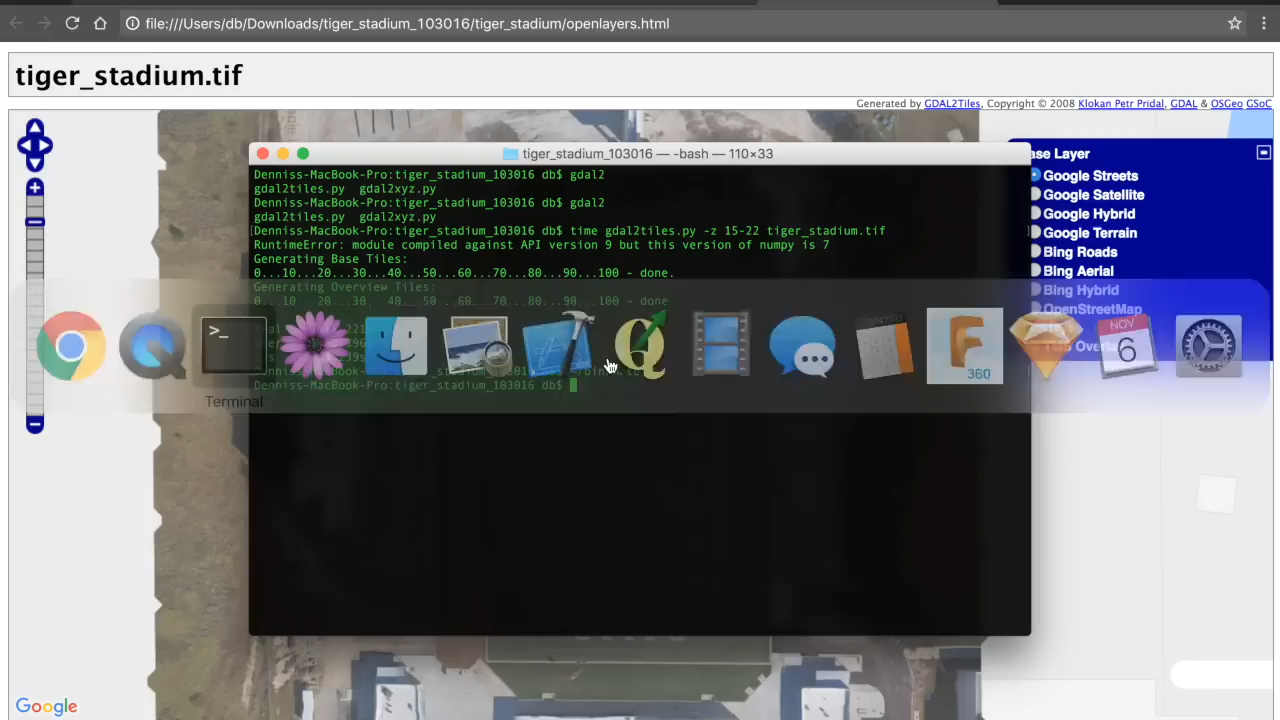 file:///Users/db/Downloads/tiger_stadium_103016/tiger_stadium/openlayers.html
tiger_stadium.tif
Generated by GDAL2Tiles, Copyright © 2008 Klokan Petr Pridal, GDAL & OSGeo GSoC
tiger_stadium_103016 — -bash — 110×33
Denniss-MacBook-Pro:tiger_stadium_103016 db$ gdal2
gdal2tiles.py gdal2xyz.py
Denniss-MacBook-Pro:tiger_stadium_103016 db$ gdal2
gdal2tiles.py gdal2xyz.py
Denniss-MacBook-Pro:tiger_stadium_103016 db$ time gdal2tiles.py -z 15-22 tiger_stadium.tif
RuntimeError: module compiled against API version 9 but this version of numpy is 7
Generating Base Tiles:
0...10...20...30...40...50...60...70...80...90...100 - done.
Generating Overview Tiles:
0...10...20...30...40...50...60...70...80...90...100 - done
Denniss-MacBook-Pro:tiger_stadium_103016 db$
ase Layer
Google Streets
Google Satellite
Google Hybrid
Google Terrain
Bing Roads
Bing Aerial
Bing Hybrid
OpenStreetMap
>_
360
NOV
6
Terminal
Google